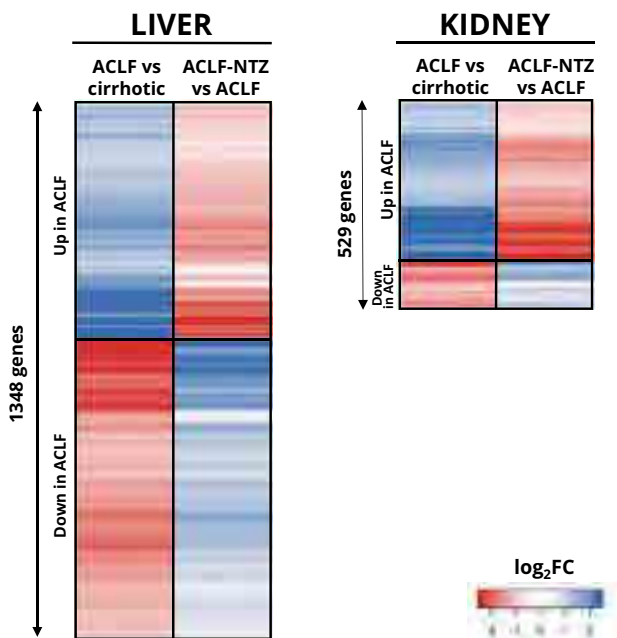 LIVER
KIDNEY
ACLF vs
cirrhotic
ACLF-NTZ
vs ACLF
ACLF vs
cirrhotic
ACLF-NTZ
vs ACLF
1348 genes
Up in ACLF
Down in ACLF
529 genes
Up in ACLF
Down
in ACLF
log₂FC